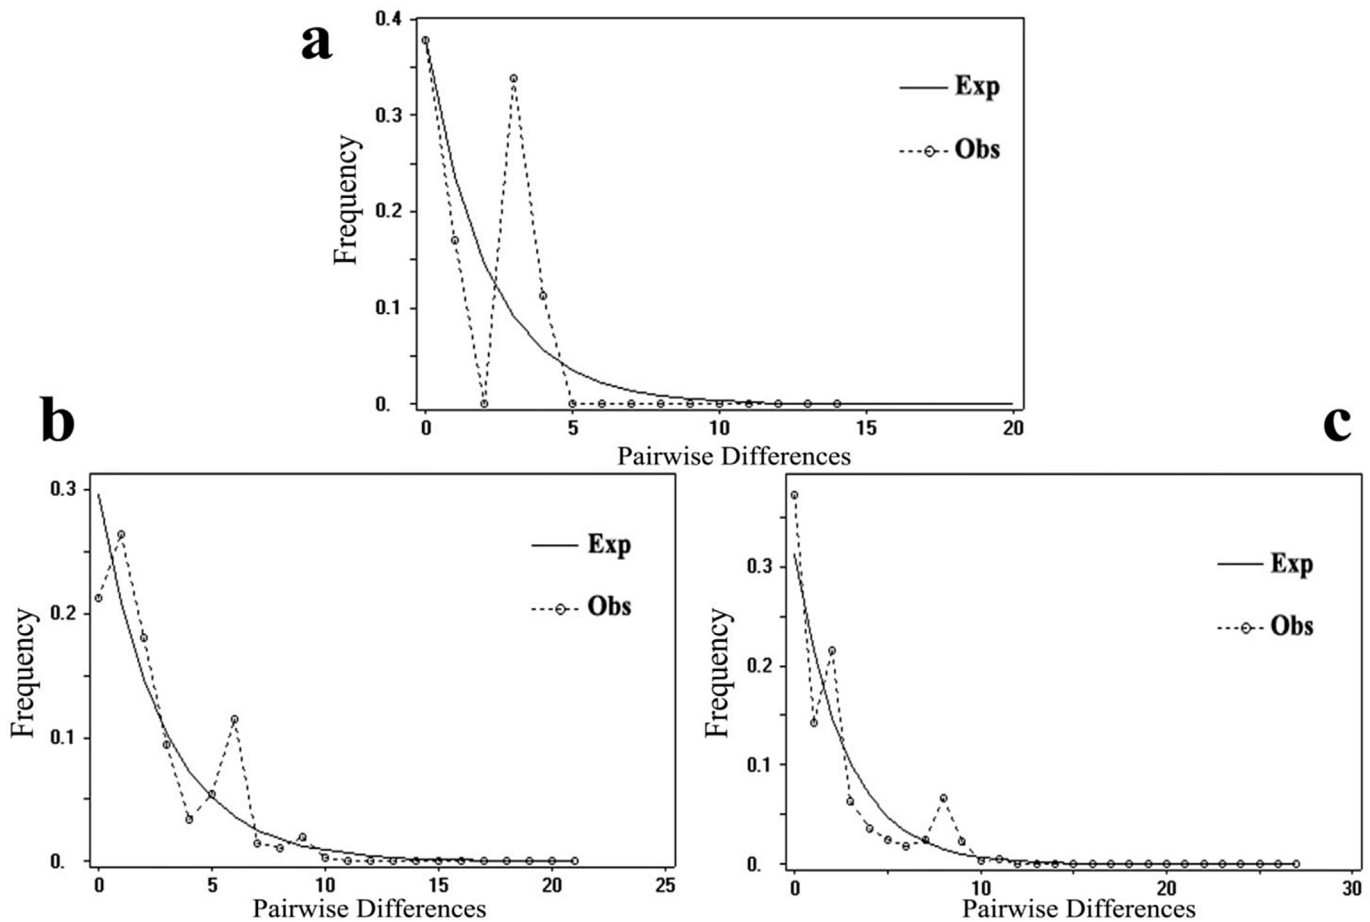 a
0.4
0.3
0.2
0.1
0.
Frequency
Exp
Obs
0 5 10 15 20
Pairwise Differences
b
0.3
0.2
0.1
0.
Frequency
Exp
Obs
0 5 10 15 20 25
Pairwise Differences
c
0.3
0.2
0.1
0.
Frequency
Exp
Obs
0 10 20 30
Pairwise Differences